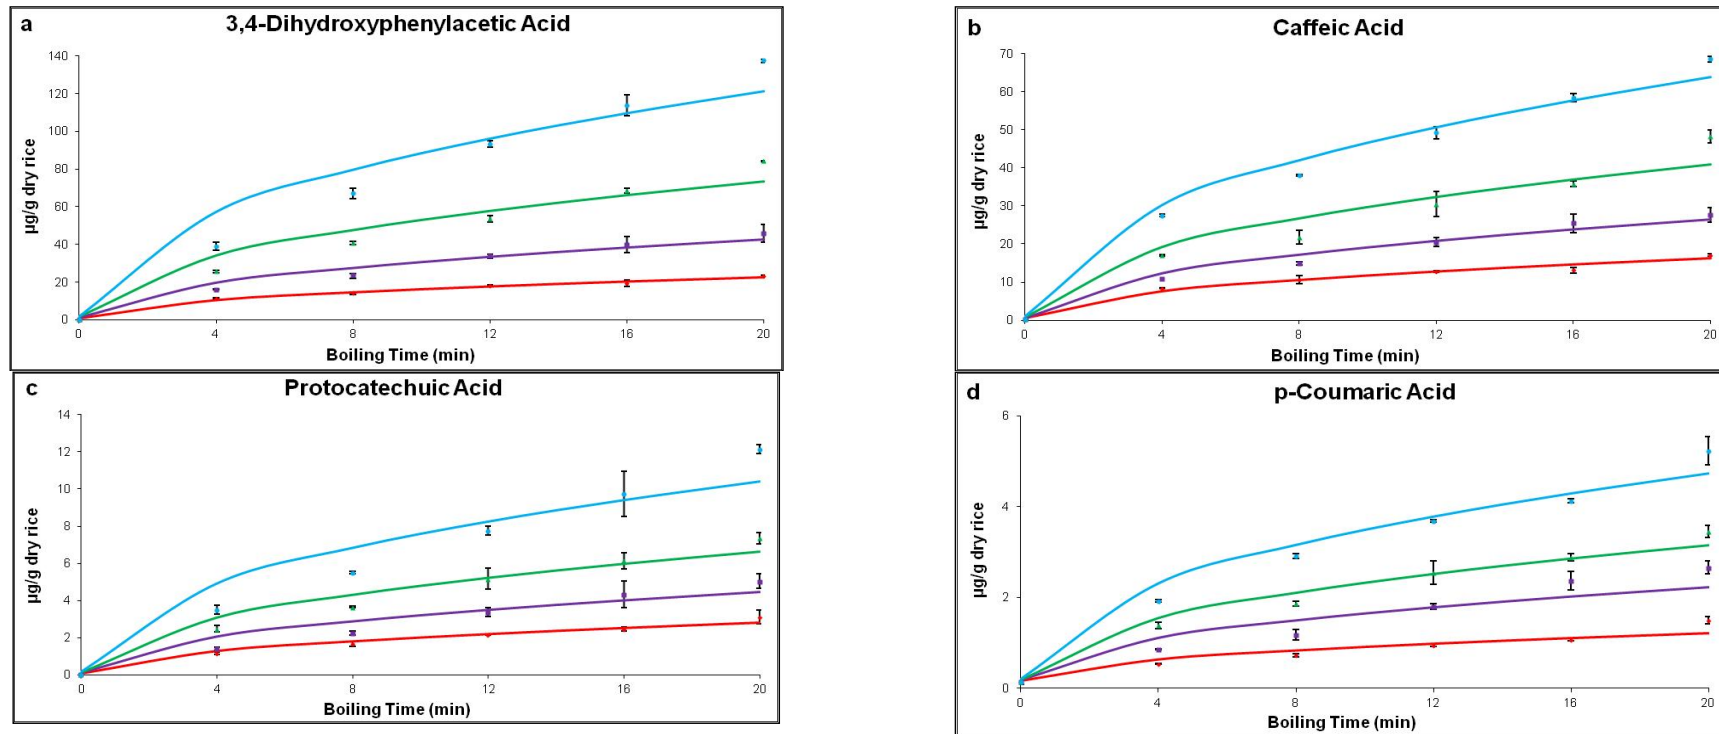 a 3,4-Dihydroxyphenylacetic Acid
140
120
100
80
60
40
20
0
µg/g dry rice
0 4 8 12 16 20
Boiling Time (min)
b Caffeic Acid
70
60
50
40
30
20
10
0
µg/g dry rice
0 4 8 12 16 20
Boiling Time (min)
c Protocatechuic Acid
14
12
10
8
6
4
2
0
µg/g dry rice
0 4 8 12 16 20
Boiling Time (min)
d p-Coumaric Acid
6
4
2
0
µg/g dry rice
0 4 8 12 16 20
Boiling Time (min)